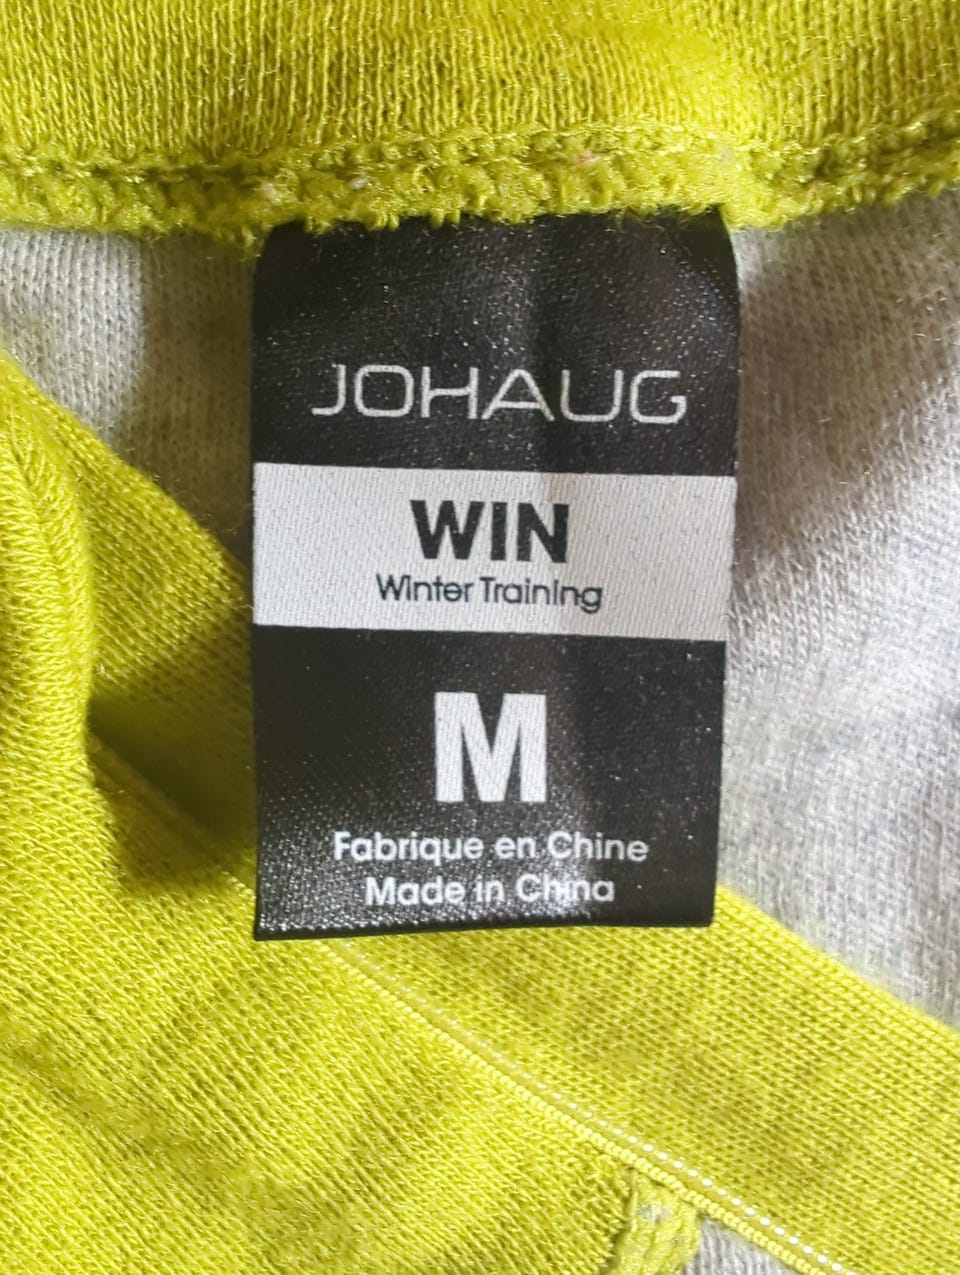 JOHAUG
WIN
Winter Training
M
Fabrique en Chine
Made in China